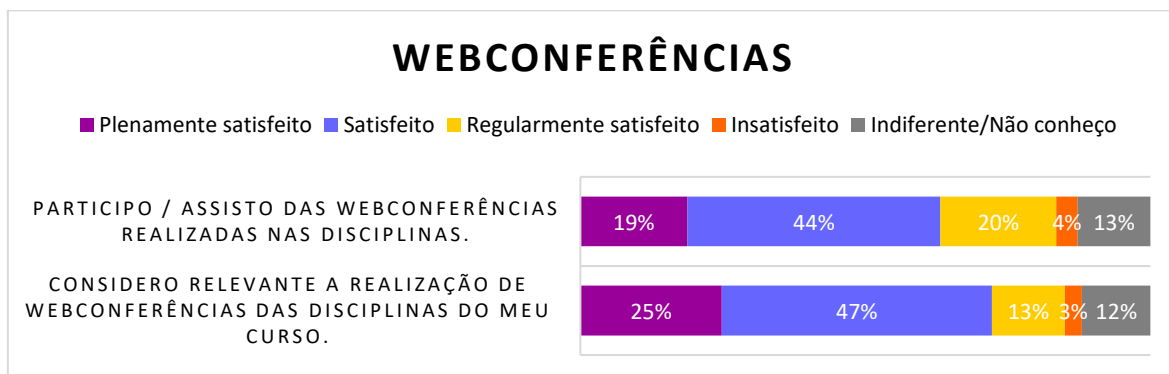 WEBCONFERÊNCIAS
Plenamente satisfeito Satisfeito Regularmente satisfeito Insatisfeito Indiferente/Não conheço
PARTICIPO / ASSISTO DAS WEBCONFERÊNCIAS
REALIZADAS NAS DISCIPLINAS.
19% 44% 20% 4% 13%
CONSIDERO RELEVANTE A REALIZAÇÃO DE
WEBCONFERÊNCIAS DAS DISCIPLINAS DO MEU
CURSO.
25% 47% 13% 3% 12%